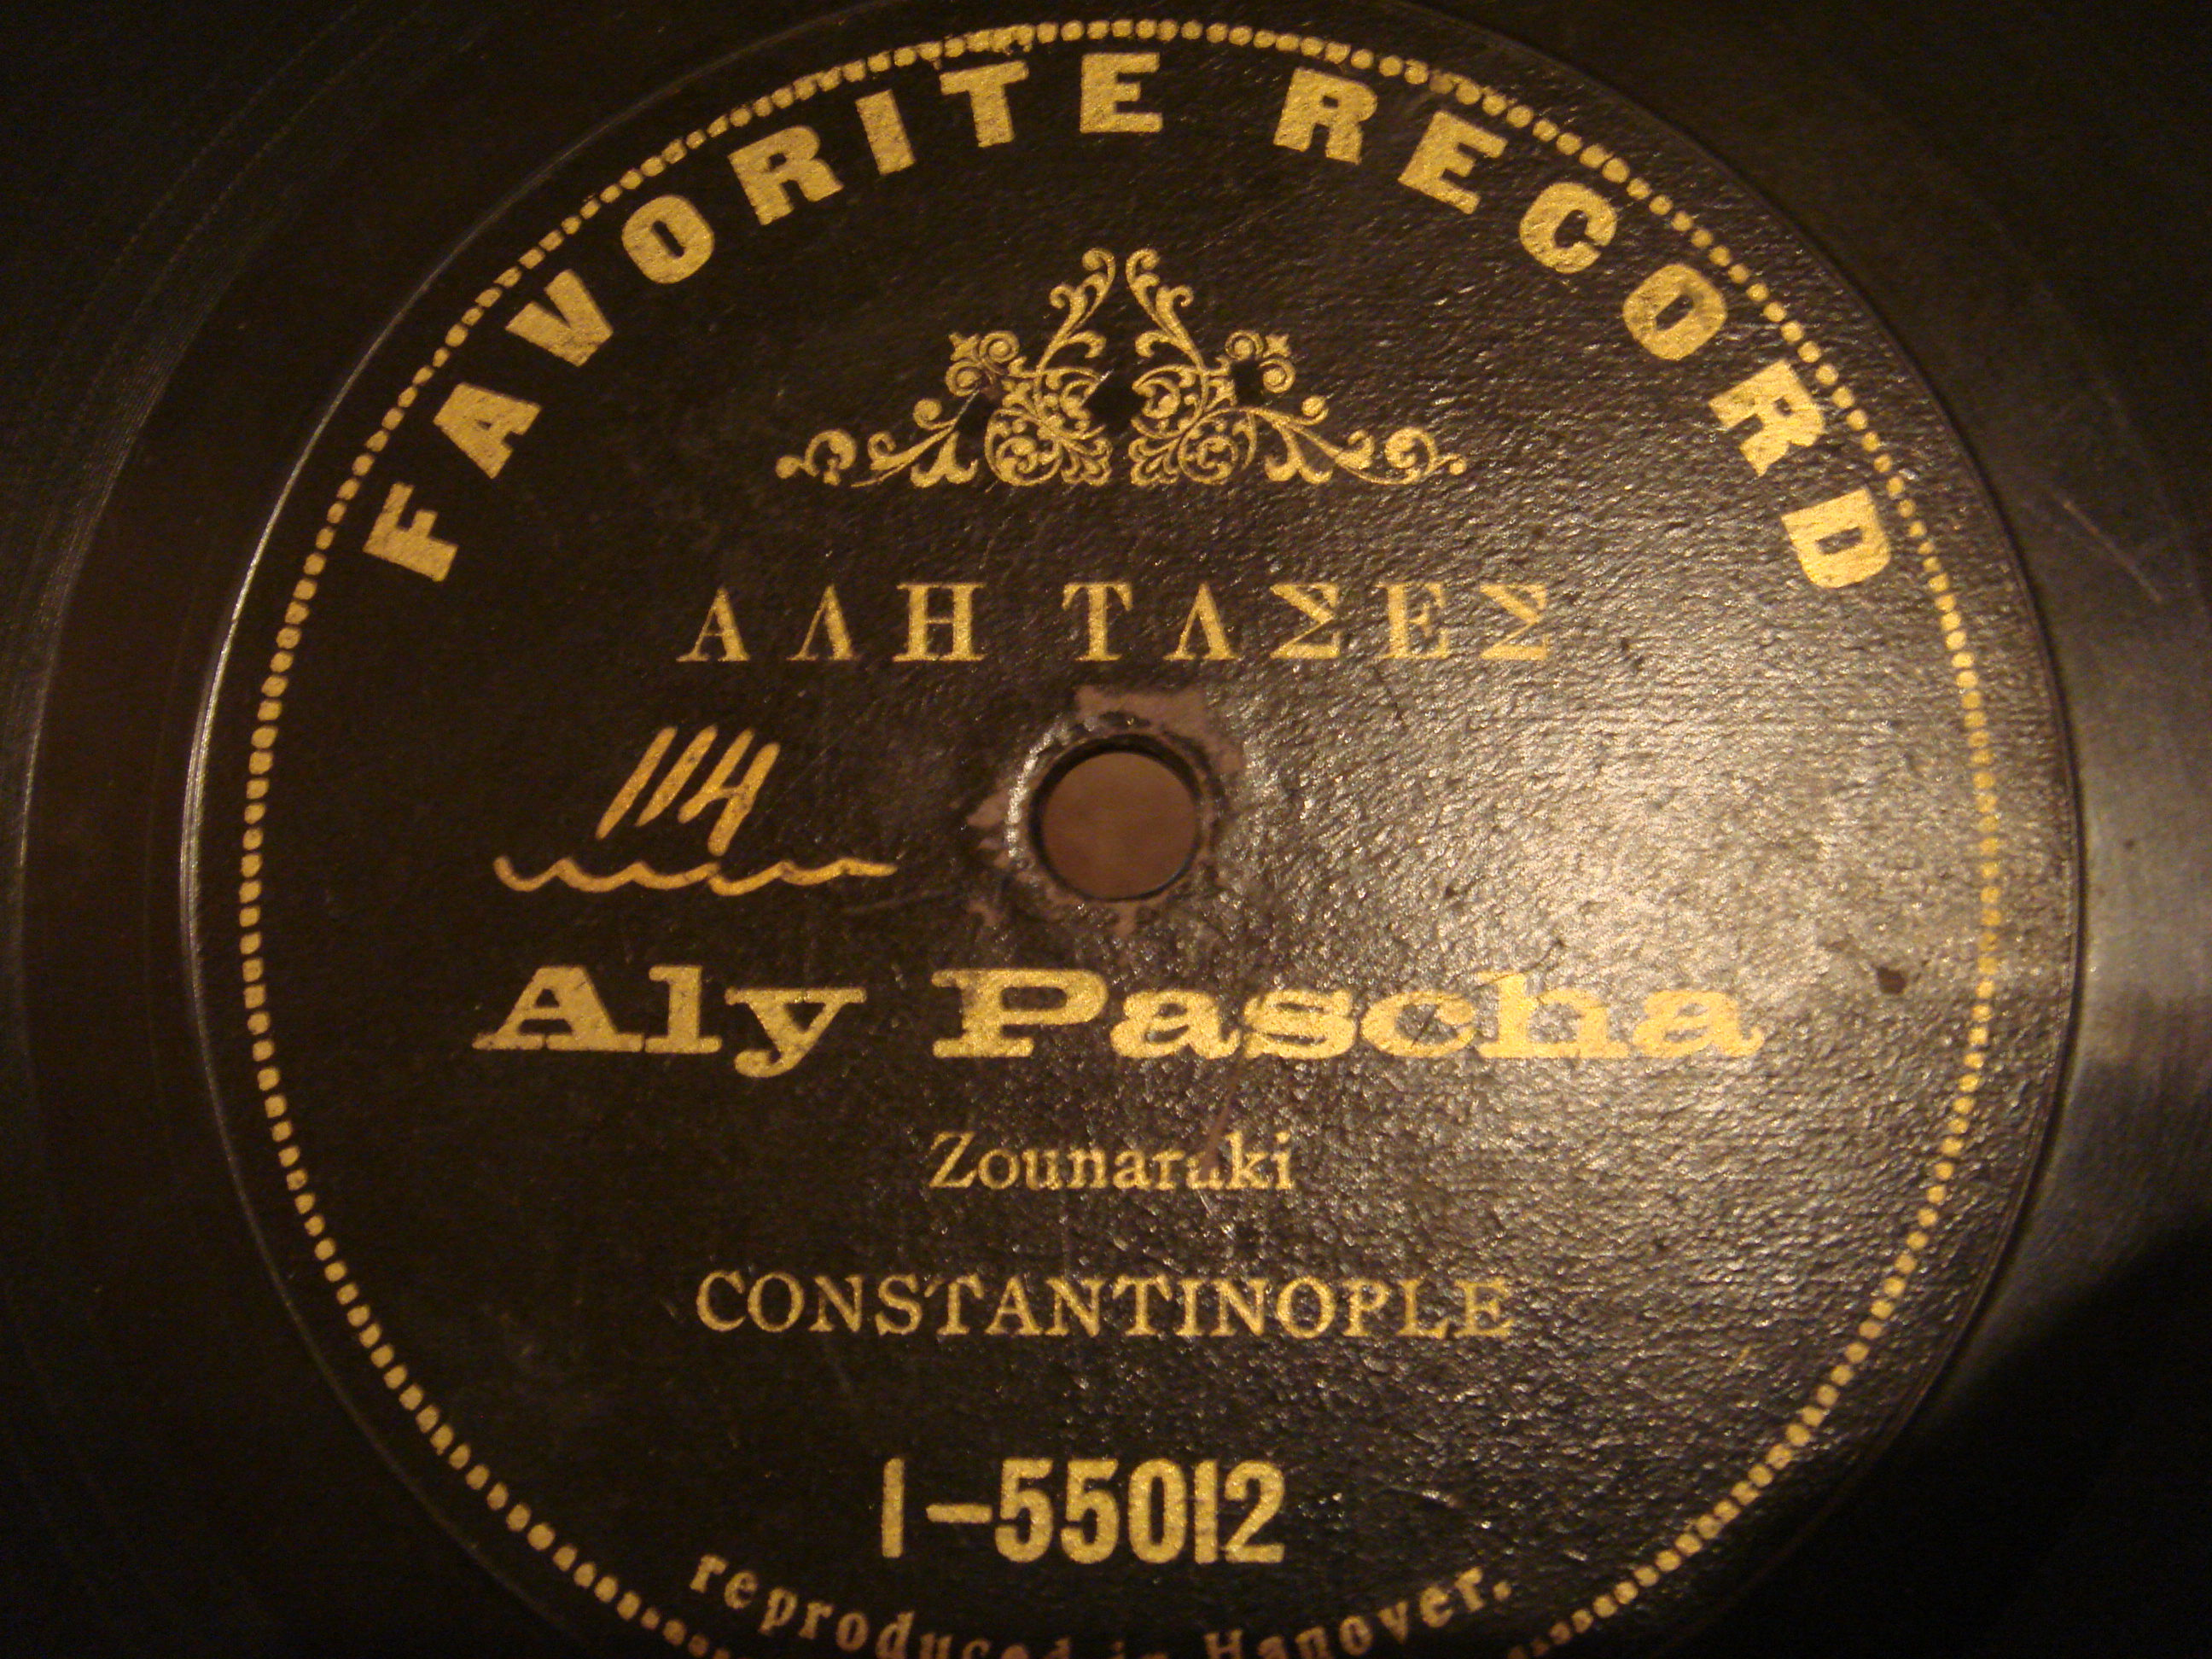 FAVORITE RECORD
ΑΛΗ ΤΛΣΕΣ
114
Aly Pascha
Zounaraki
CONSTANTINOPLE
1-55012
reproduced in Hanover.